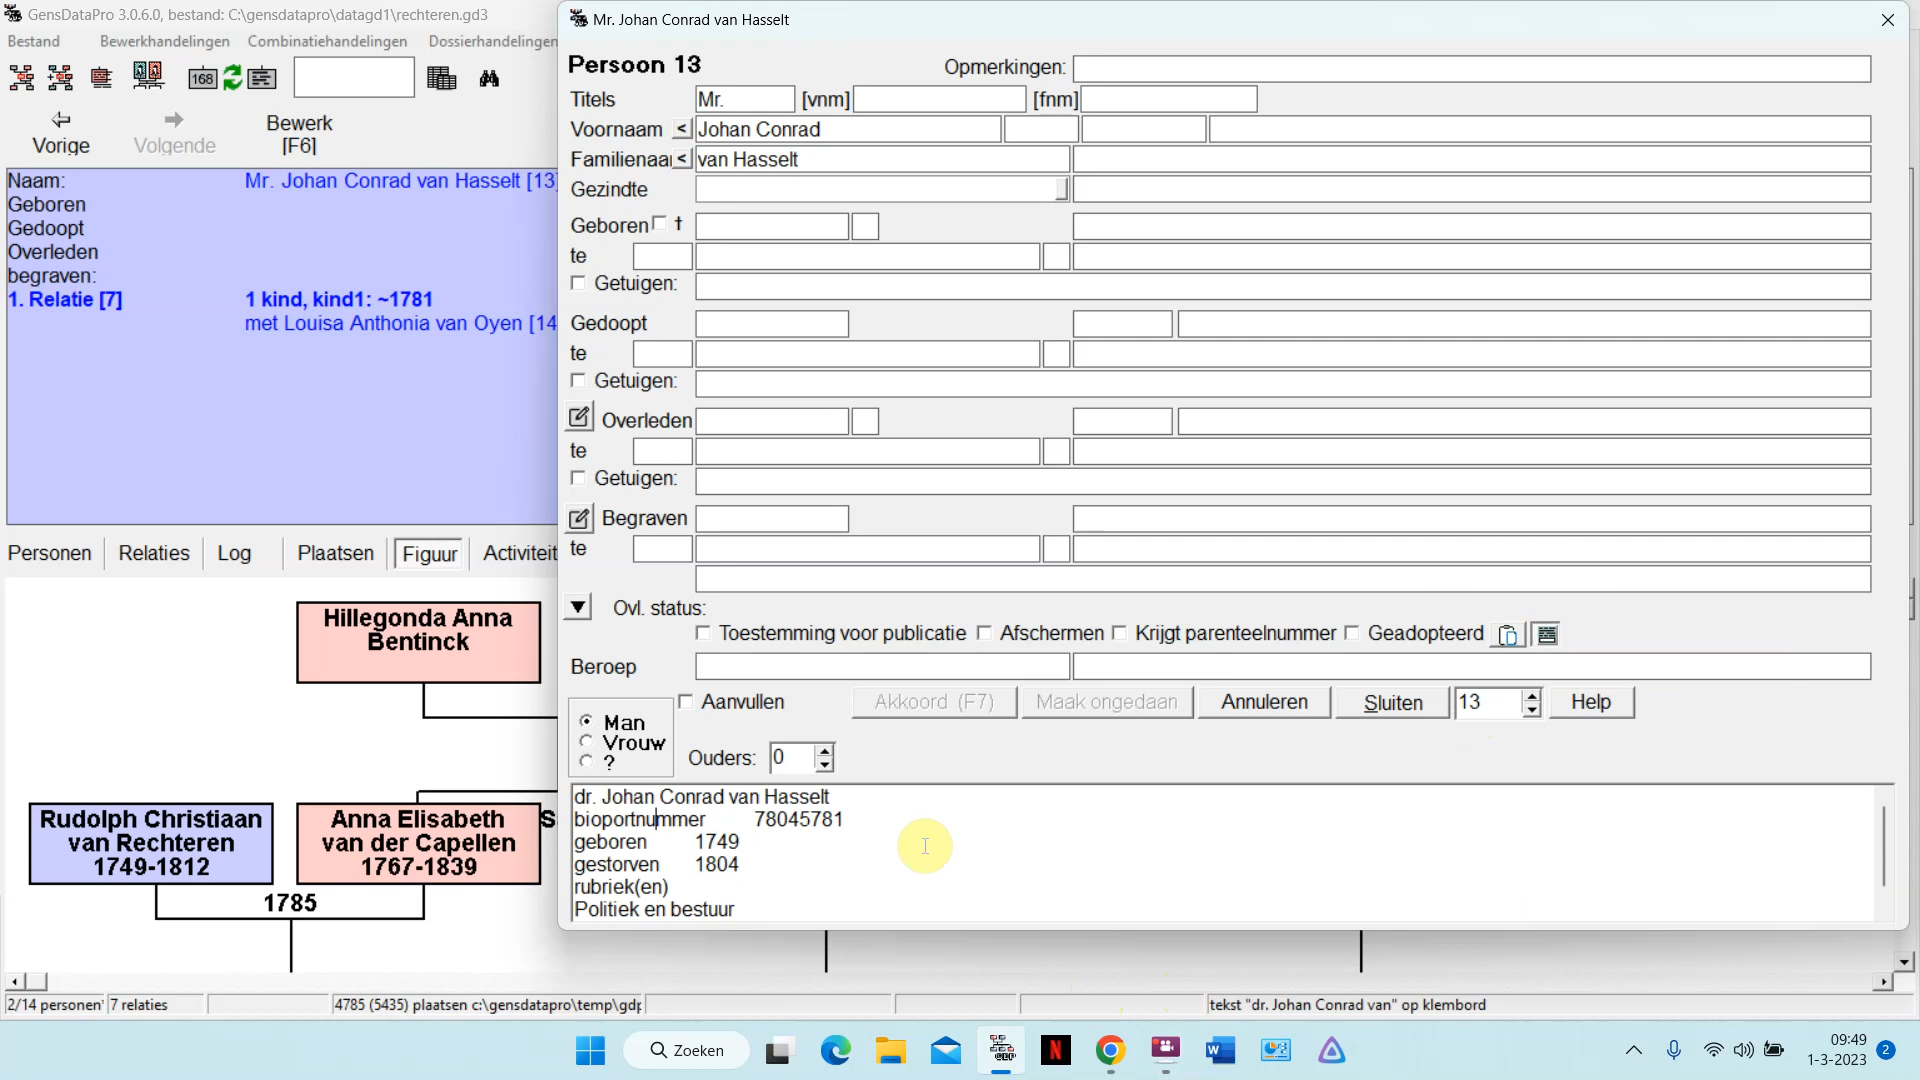 GensDataPro 3.0.6.0, bestand: C:\gensdatapro\datagd1\rechteren.gd3
Bestand Bewerkhandelingen Combinatiehandelingen Dossierhandelingen
168
Vorige
Volgende
Bewerk
[F6]
Naam: Mr. Johan Conrad van Hasselt [13]
Geboren
Gedoopt
Overleden
begraven:
1. Relatie [7] 1 kind, kind1: ~1781
met Louisa Anthonia van Oyen [14
Personen Relaties Log Plaatsen Figuur Activiteit
Hillegonda Anna
Bentinck
Rudolph Christiaan
van Rechteren
1749-1812
Anna Elisabeth
van der Capellen
1767-1839
S
1785
2/14 personen 7 relaties 4785 (5435) plaatsen c:\gensdatapro\temp\gdp tekst "dr. Johan Conrad van" op klembord
Mr. Johan Conrad van Hasselt
Persoon 13 Opmerkingen:
Titels Mr. [vnm] [fnm]
Voornaam < Johan Conrad
Familienaa < van Hasselt
Gezindte
Geboren †
te
Getuigen:
Gedoopt
te
Getuigen:
Overleden
te
Getuigen:
Begraven
te
Ovl. status:
Toestemming voor publicatie Afschermen Krijgt parenteelnummer Geadopteerd
Beroep
Man
Vrouw
?
Aanvullen Akkoord (F7) Maak ongedaan Annuleren Sluiten 13 Help
Ouders: 0
dr. Johan Conrad van Hasselt
bioportnummer 78045781
geboren 1749
gestorven 1804
rubriek(en)
Politiek en bestuur
Zoeken
GDP
N
W
09:49
1-3-2023
2